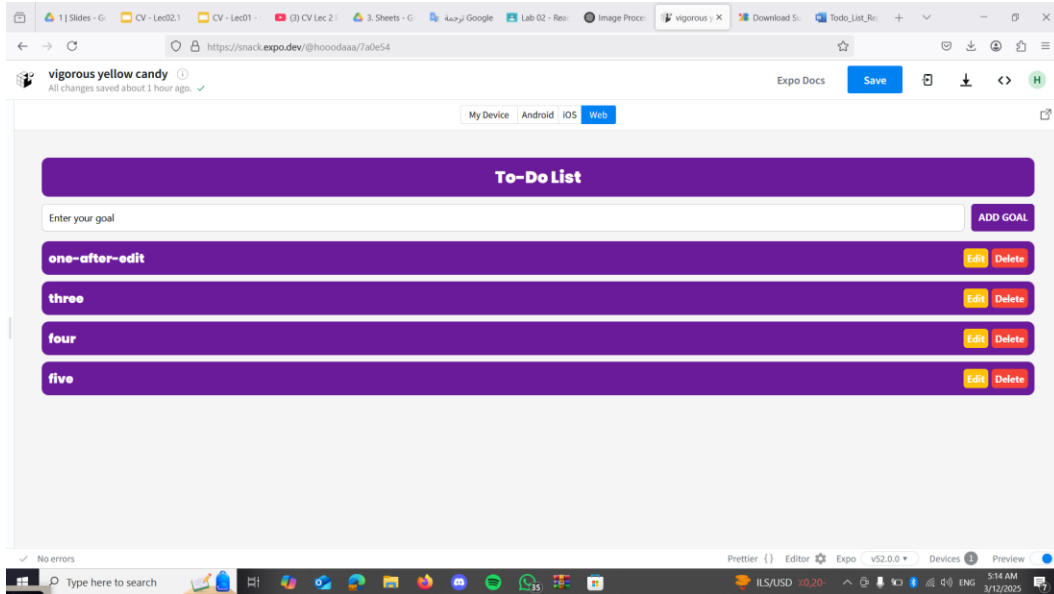 1 | Slides - Go
CV - Lec02.1
CV - Lec01 -
(3) CV Lec 2
3. Sheets - G
ترجمة Google
Lab 02 - Rea
Image Proce
vigorous y
Download Su
Todo_List_Re
https://snack.expo.dev/@hooodaaa/7a0e54
vigorous yellow candy
All changes saved about 1 hour ago.
Expo Docs
Save
H
My Device
Android
iOS
Web
To-Do List
Enter your goal
ADD GOAL
one-after-edit
Edit
Delete
three
Edit
Delete
four
Edit
Delete
five
Edit
Delete
No errors
Prettier { }
Editor
Expo
v52.0.0
Devices 1
Preview
Type here to search
35
ILS/USD
ENG
5:14 AM
3/12/2025